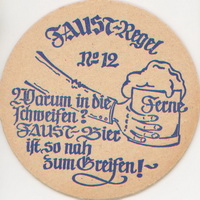 FAUST-Regel
No 12
Warum in die
Ferne
schweifen?
FAUST-Bier
ist so nah
zum Greifen!